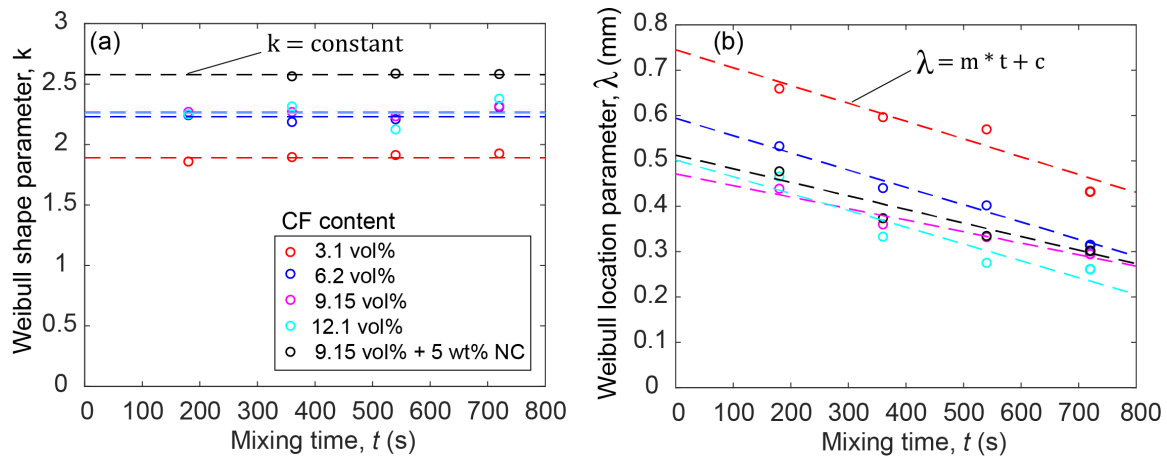 (a)
k = constant
Weibull shape parameter, k
3
2.5
2
1.5
1
0.5
0
0 100 200 300 400 500 600 700 800
Mixing time, t (s)
CF content
3.1 vol%
6.2 vol%
9.15 vol%
12.1 vol%
9.15 vol% + 5 wt% NC
(b)
λ = m * t + c
Weibull location parameter, λ (mm)
0.8
0.7
0.6
0.5
0.4
0.3
0.2
0.1
0
0 100 200 300 400 500 600 700 800
Mixing time, t (s)